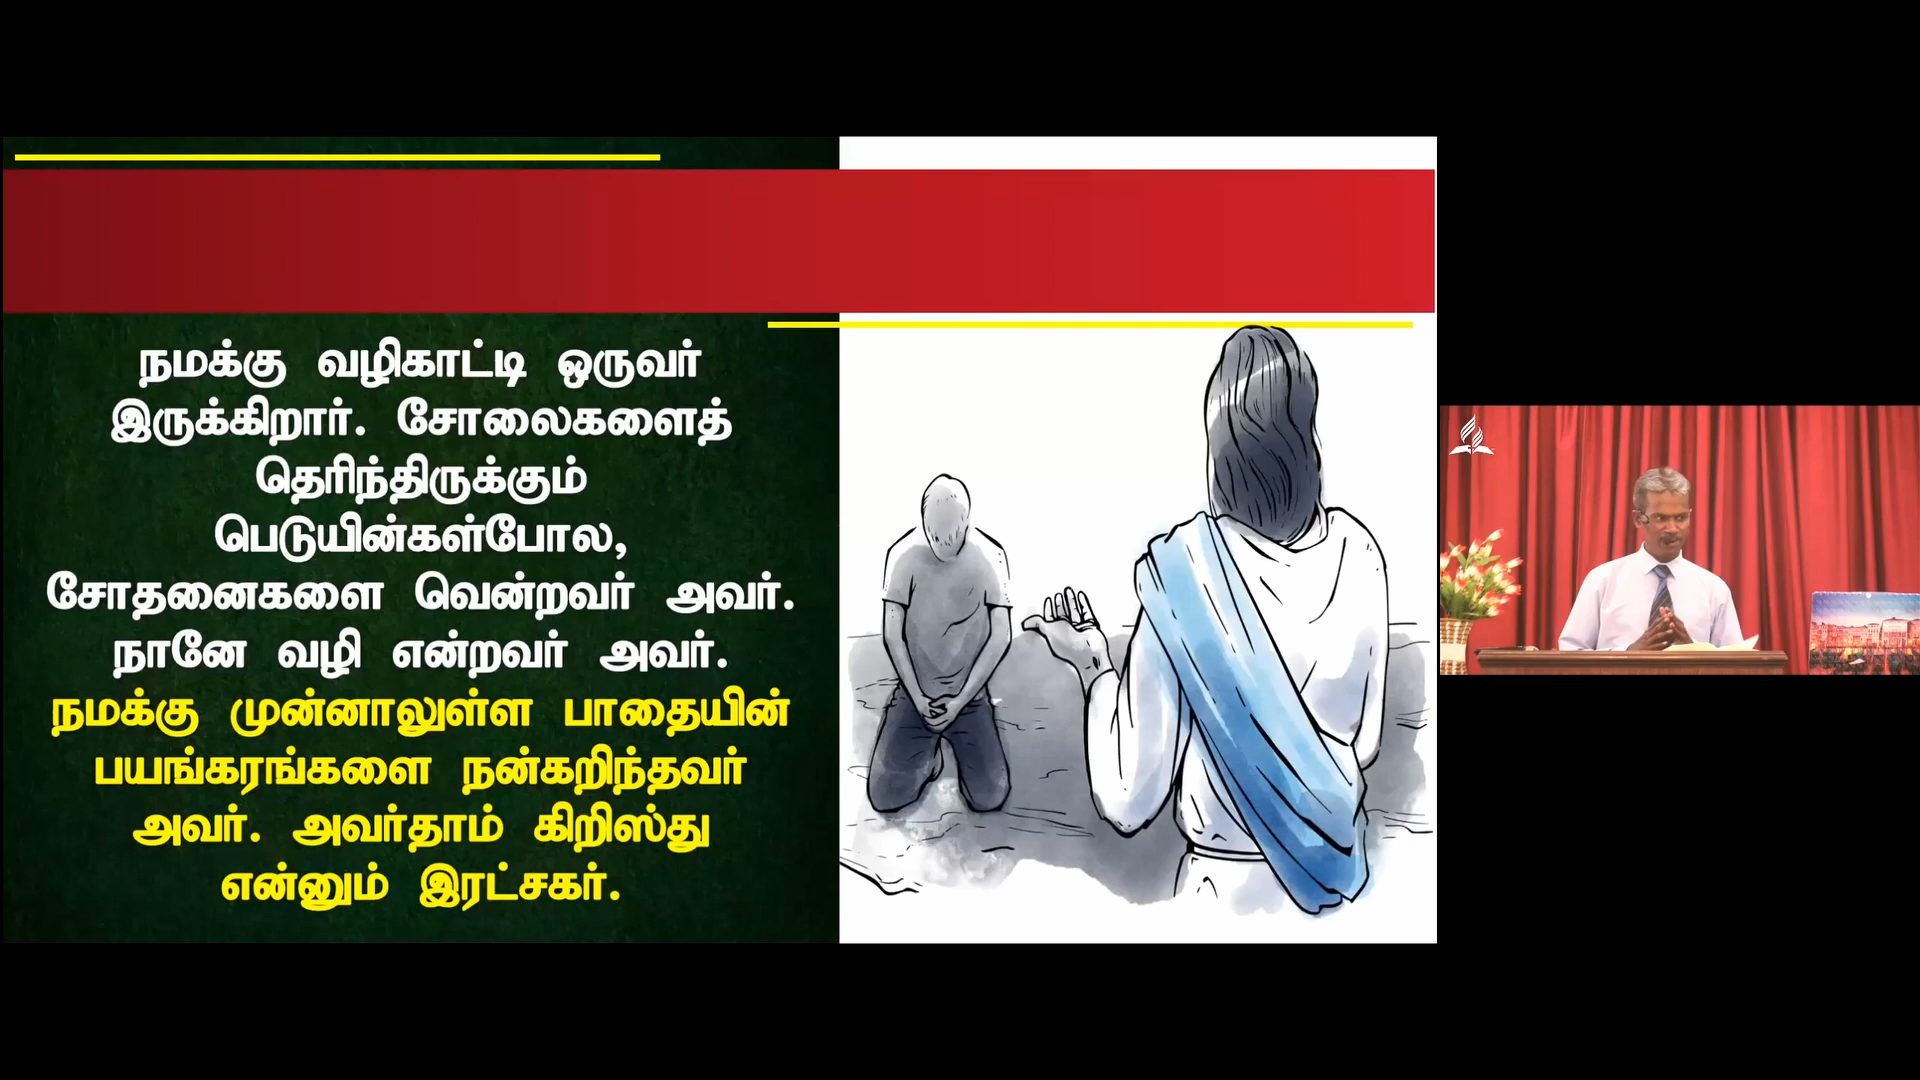 நமக்கு வழிகாட்டி ஒருவர்
இருக்கிறார். சோலைகளைத்
தெரிந்திருக்கும்
பெடுயின்கள்போல,
சோதனைகளை வென்றவர் அவர்.
நானே வழி என்றவர் அவர்.
நமக்கு முன்னாலுள்ள பாதையின்
பயங்கரங்களை நன்கறிந்தவர்
அவர். அவர்தாம் கிறிஸ்து
என்னும் இரட்சகர்.